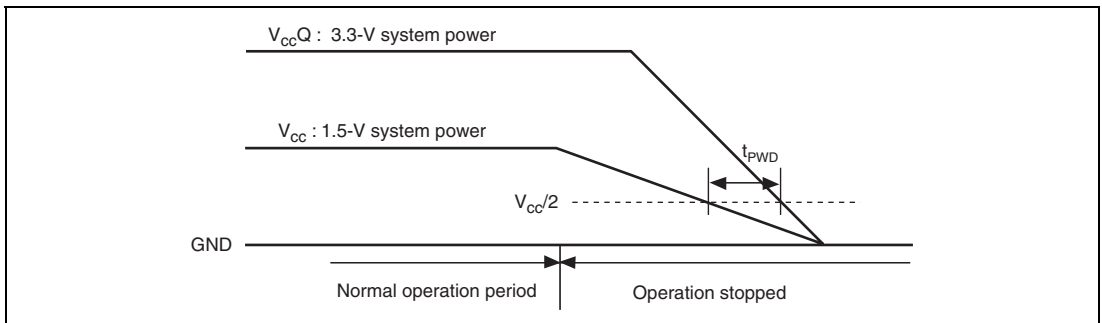 VccQ : 3.3-V system power
Vcc : 1.5-V system power
tPWD
Vcc/2
GND
Normal operation period
Operation stopped